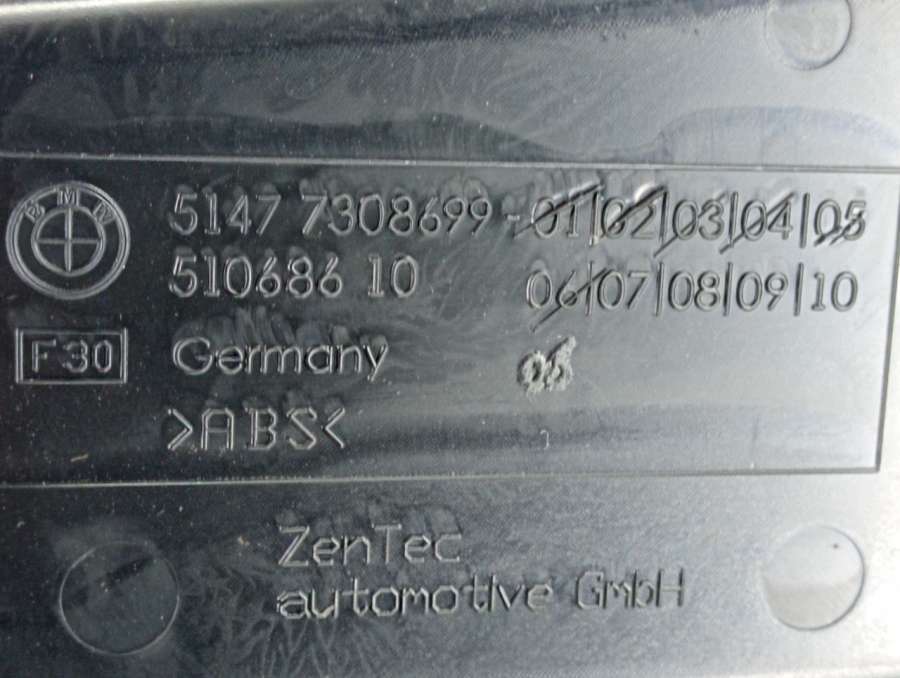 BMW
5147 7308699-01|02|03|04|05
510686 10 06|07|08|09|10
F30 Germany
>ABS<
ZenTec
automotive GmbH